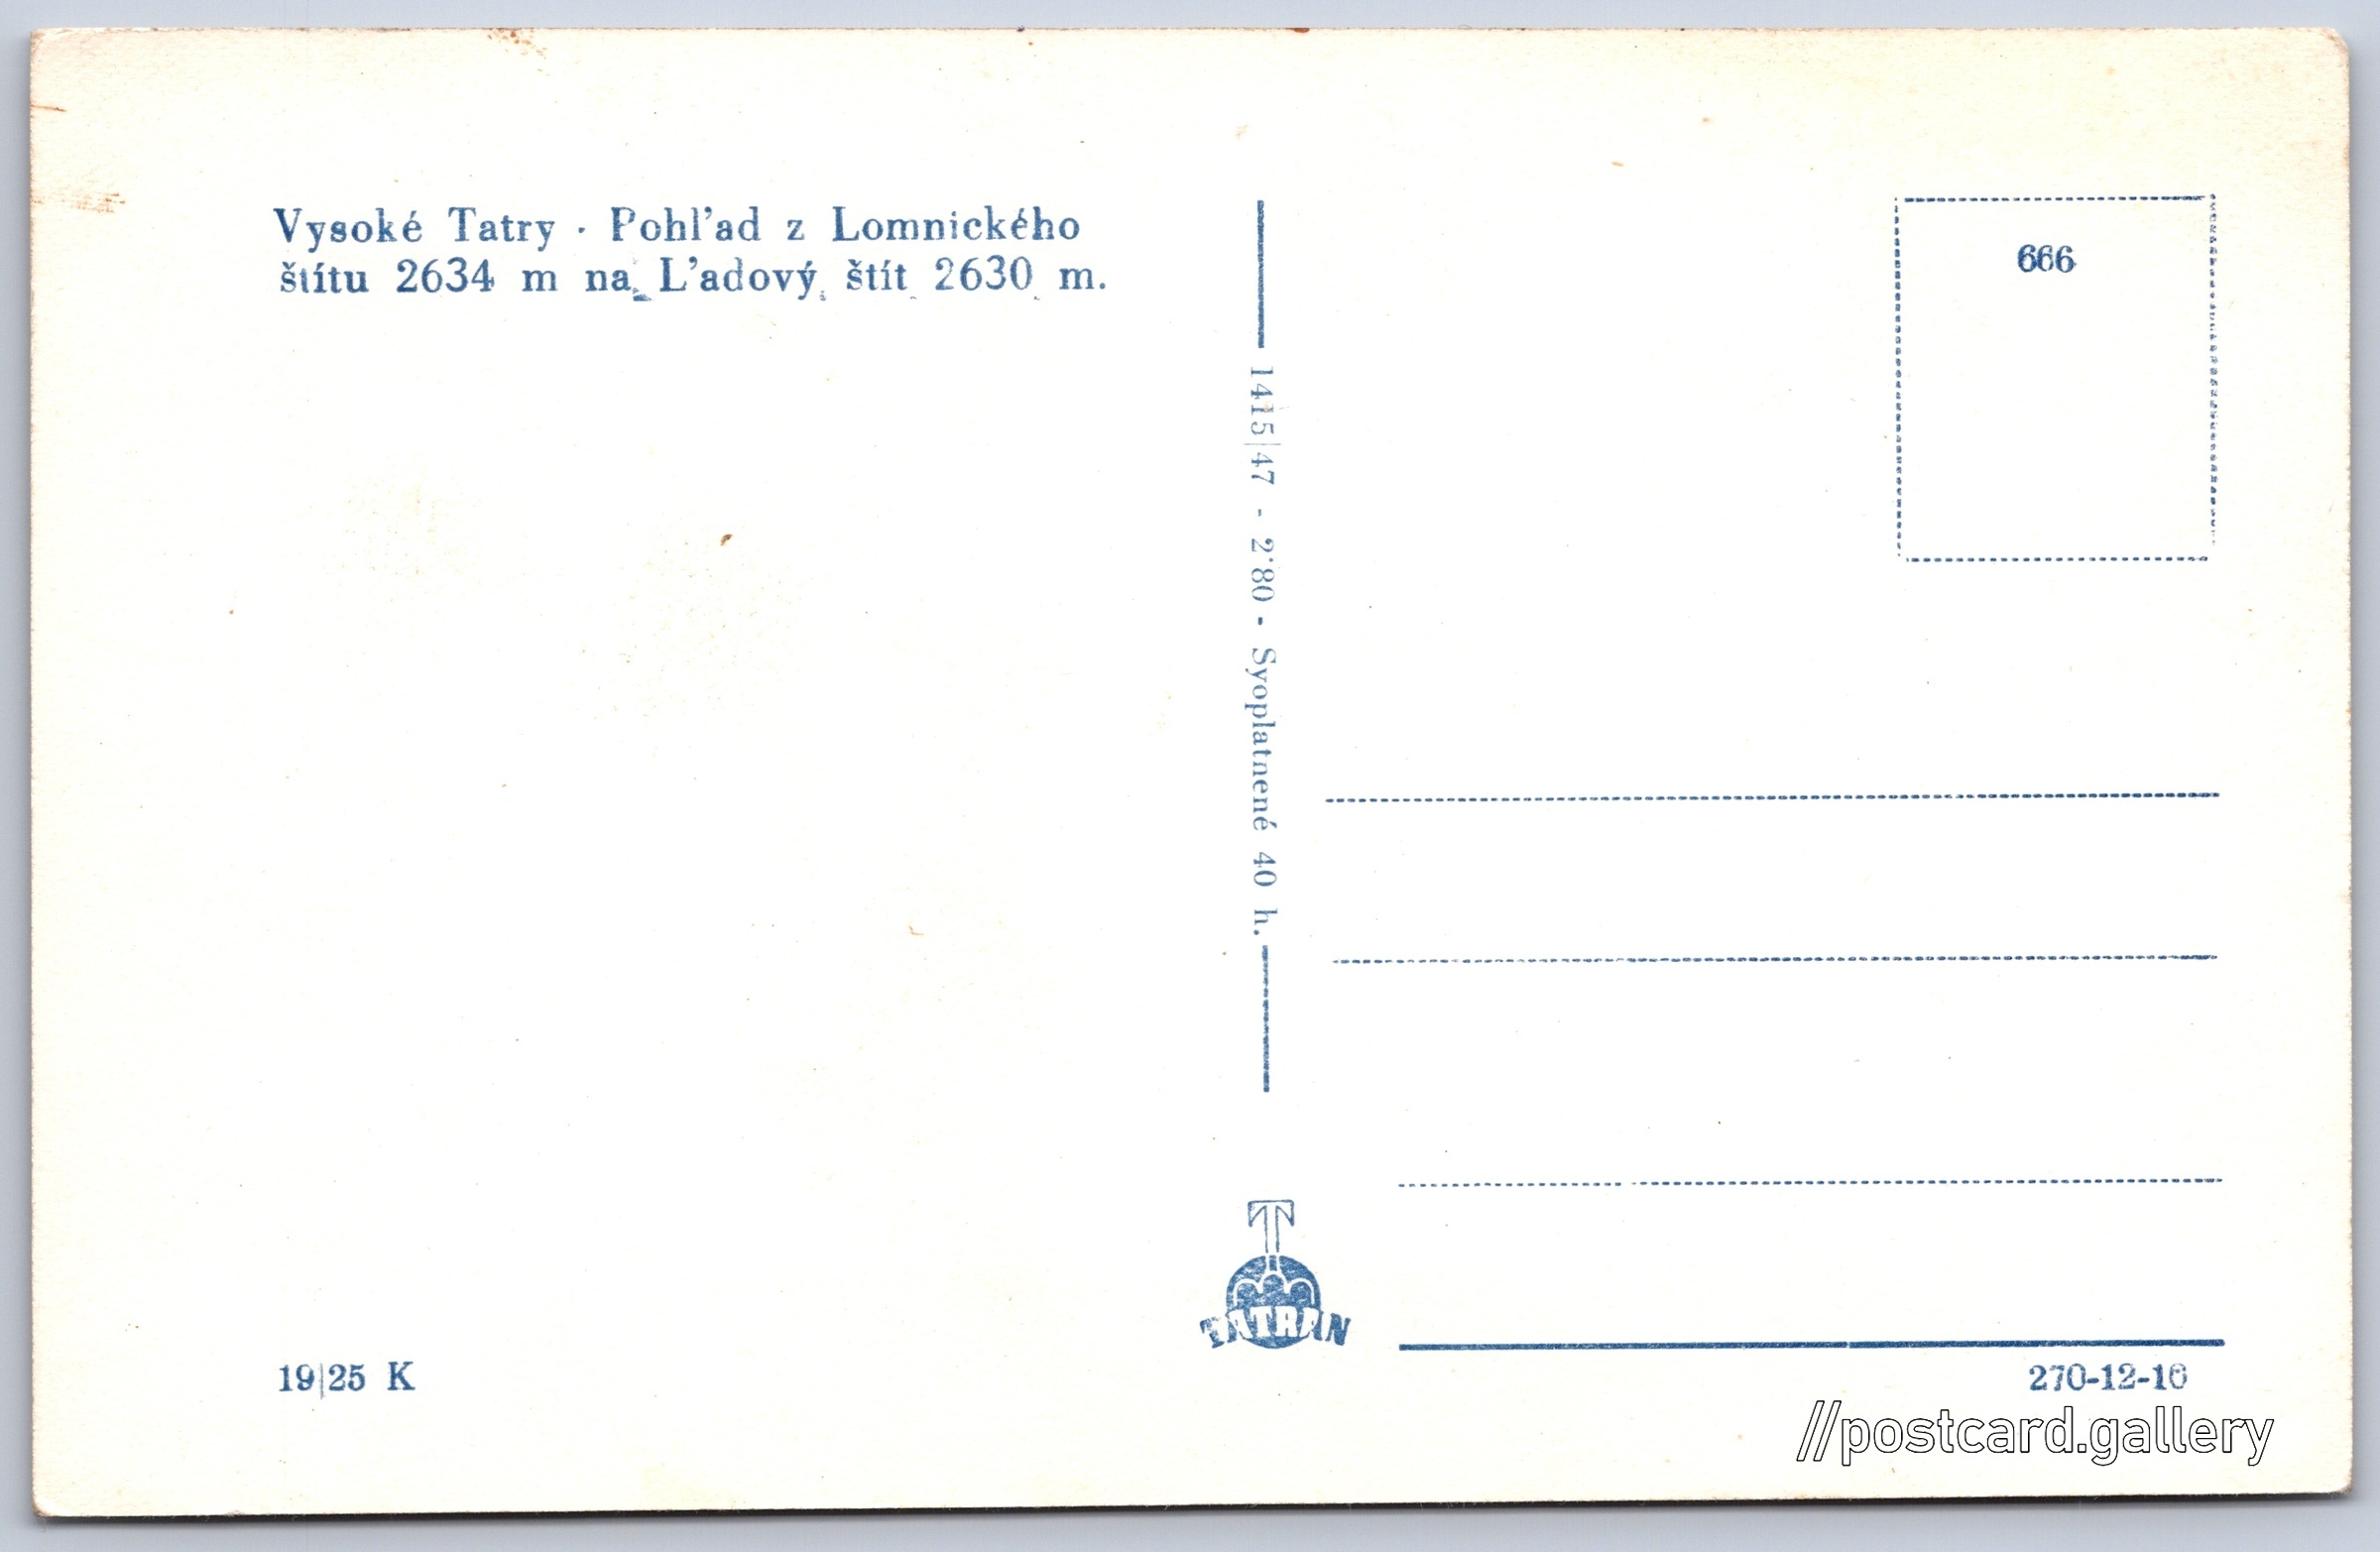 Vysoké Tatry · Pohľad z Lomnického
štítu 2634 m na Ľadový štít 2630 m.
666
1415|47 - 2˙80 - Syoplatnené 40 h.
TATRAN
19|25 K
270-12-16
//postcard.gallery